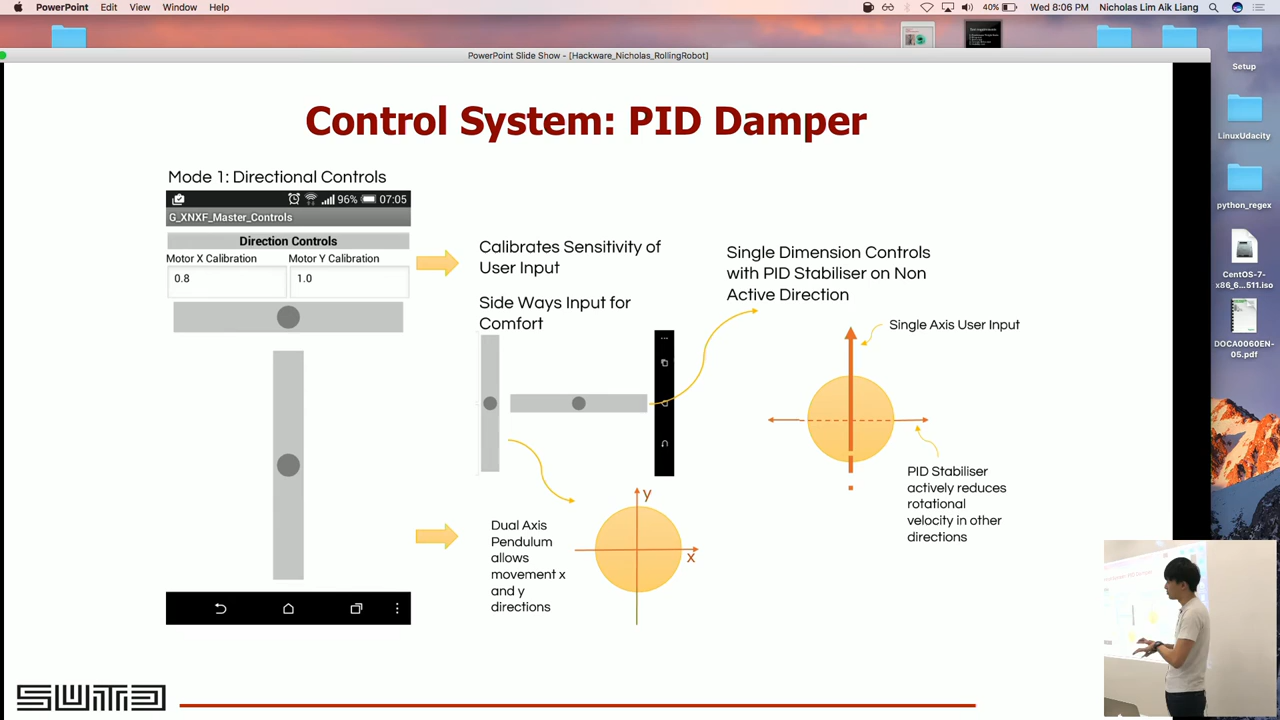 PowerPoint Edit View Window Help
40% Wed 8:06 PM Nicholas Lim Aik Liang
PowerPoint Slide Show - [Hackware_Nicholas_RollingRobot]
Setup
LinuxUdacity
python_regex
CentOS-7-
x86_6...511.iso
DOCA0060EN-
05.pdf
Control System: PID Damper
Mode 1: Directional Controls
96% 07:05
G_XNXF_Master_Controls
Direction Controls
Motor X Calibration Motor Y Calibration
0.8 1.0
Calibrates Sensitivity of
User Input
Side Ways Input for
Comfort
Single Dimension Controls
with PID Stabiliser on Non
Active Direction
Single Axis User Input
PID Stabiliser
actively reduces
rotational
velocity in other
directions
Dual Axis
Pendulum
allows
movement x
and y
directions
y
x
SUTD